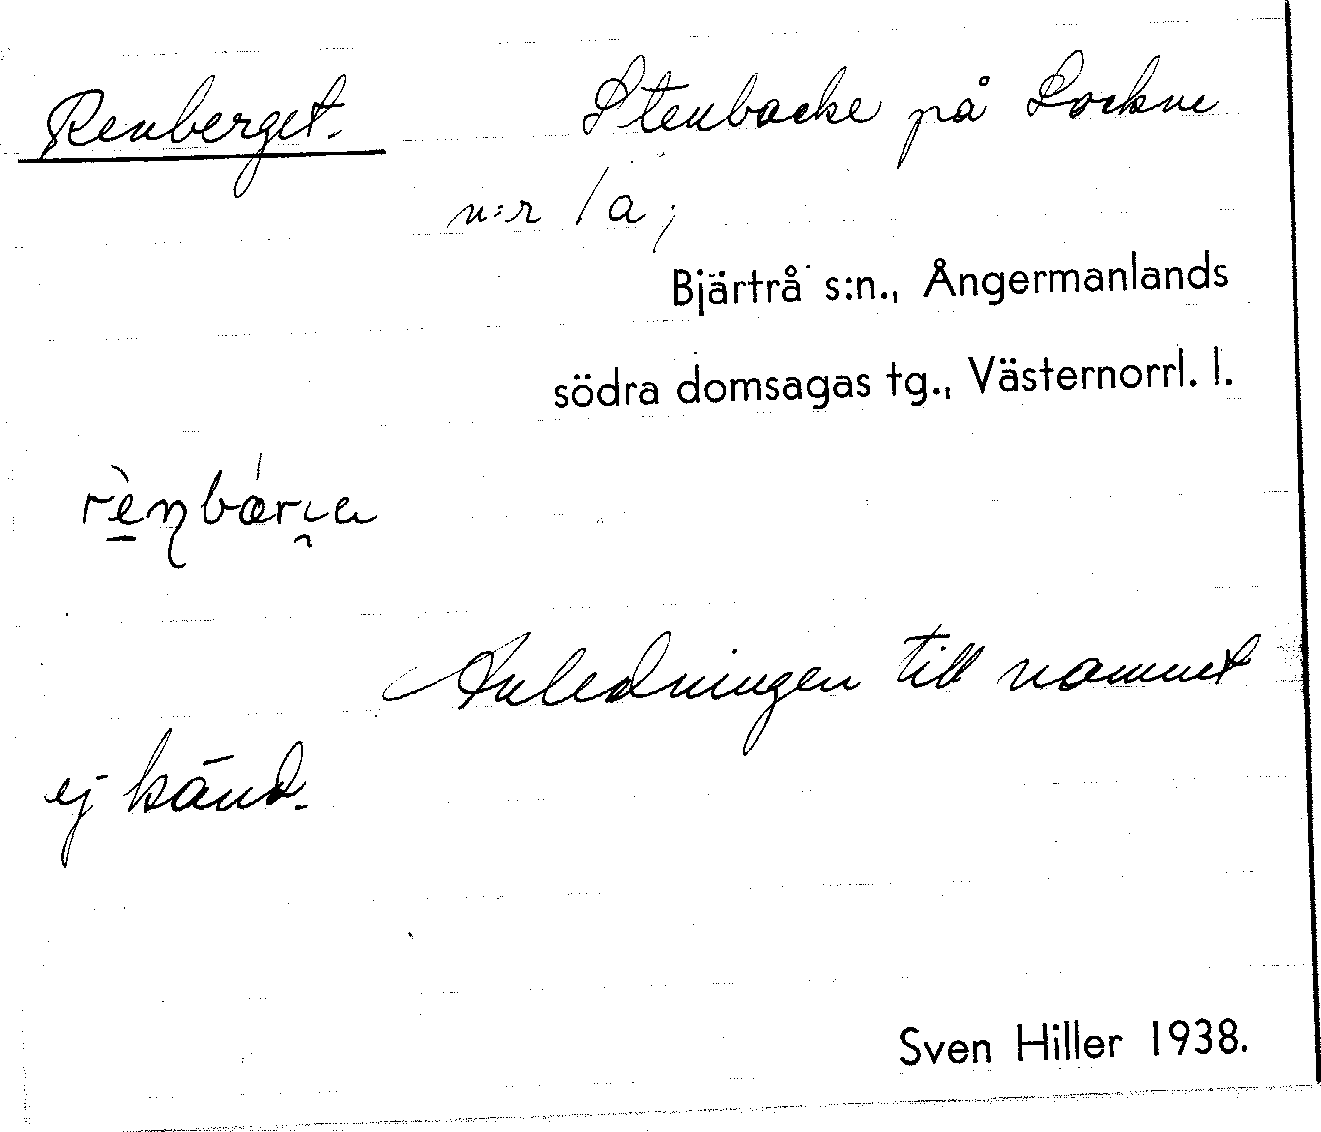 Renberget. Stenbacke på Lockne
n:r 1a;
Bjärtrå s:n., Ångermanlands
södra domsagas tg., Västernorrl. l.
Anledningen till namnet
ej känd.
Sven Hiller 1938.